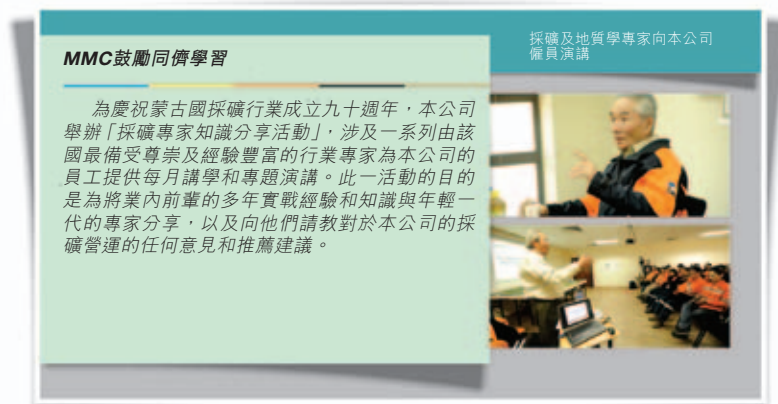 MMC鼓勵同儕學習
為慶祝蒙古國採礦行業成立九十週年，本公司
舉辦「採礦專家知識分享活動」，涉及一系列由該
國最備受尊崇及經驗豐富的行業專家為本公司的
員工提供每月講學和專題演講。此一活動的目的
是為將業內前輩的多年實戰經驗和知識與年輕一
代的專家分享，以及向他們請教對於本公司的採
礦營運的任何意見和推薦建議。
採礦及地質學專家向本公司
僱員演講